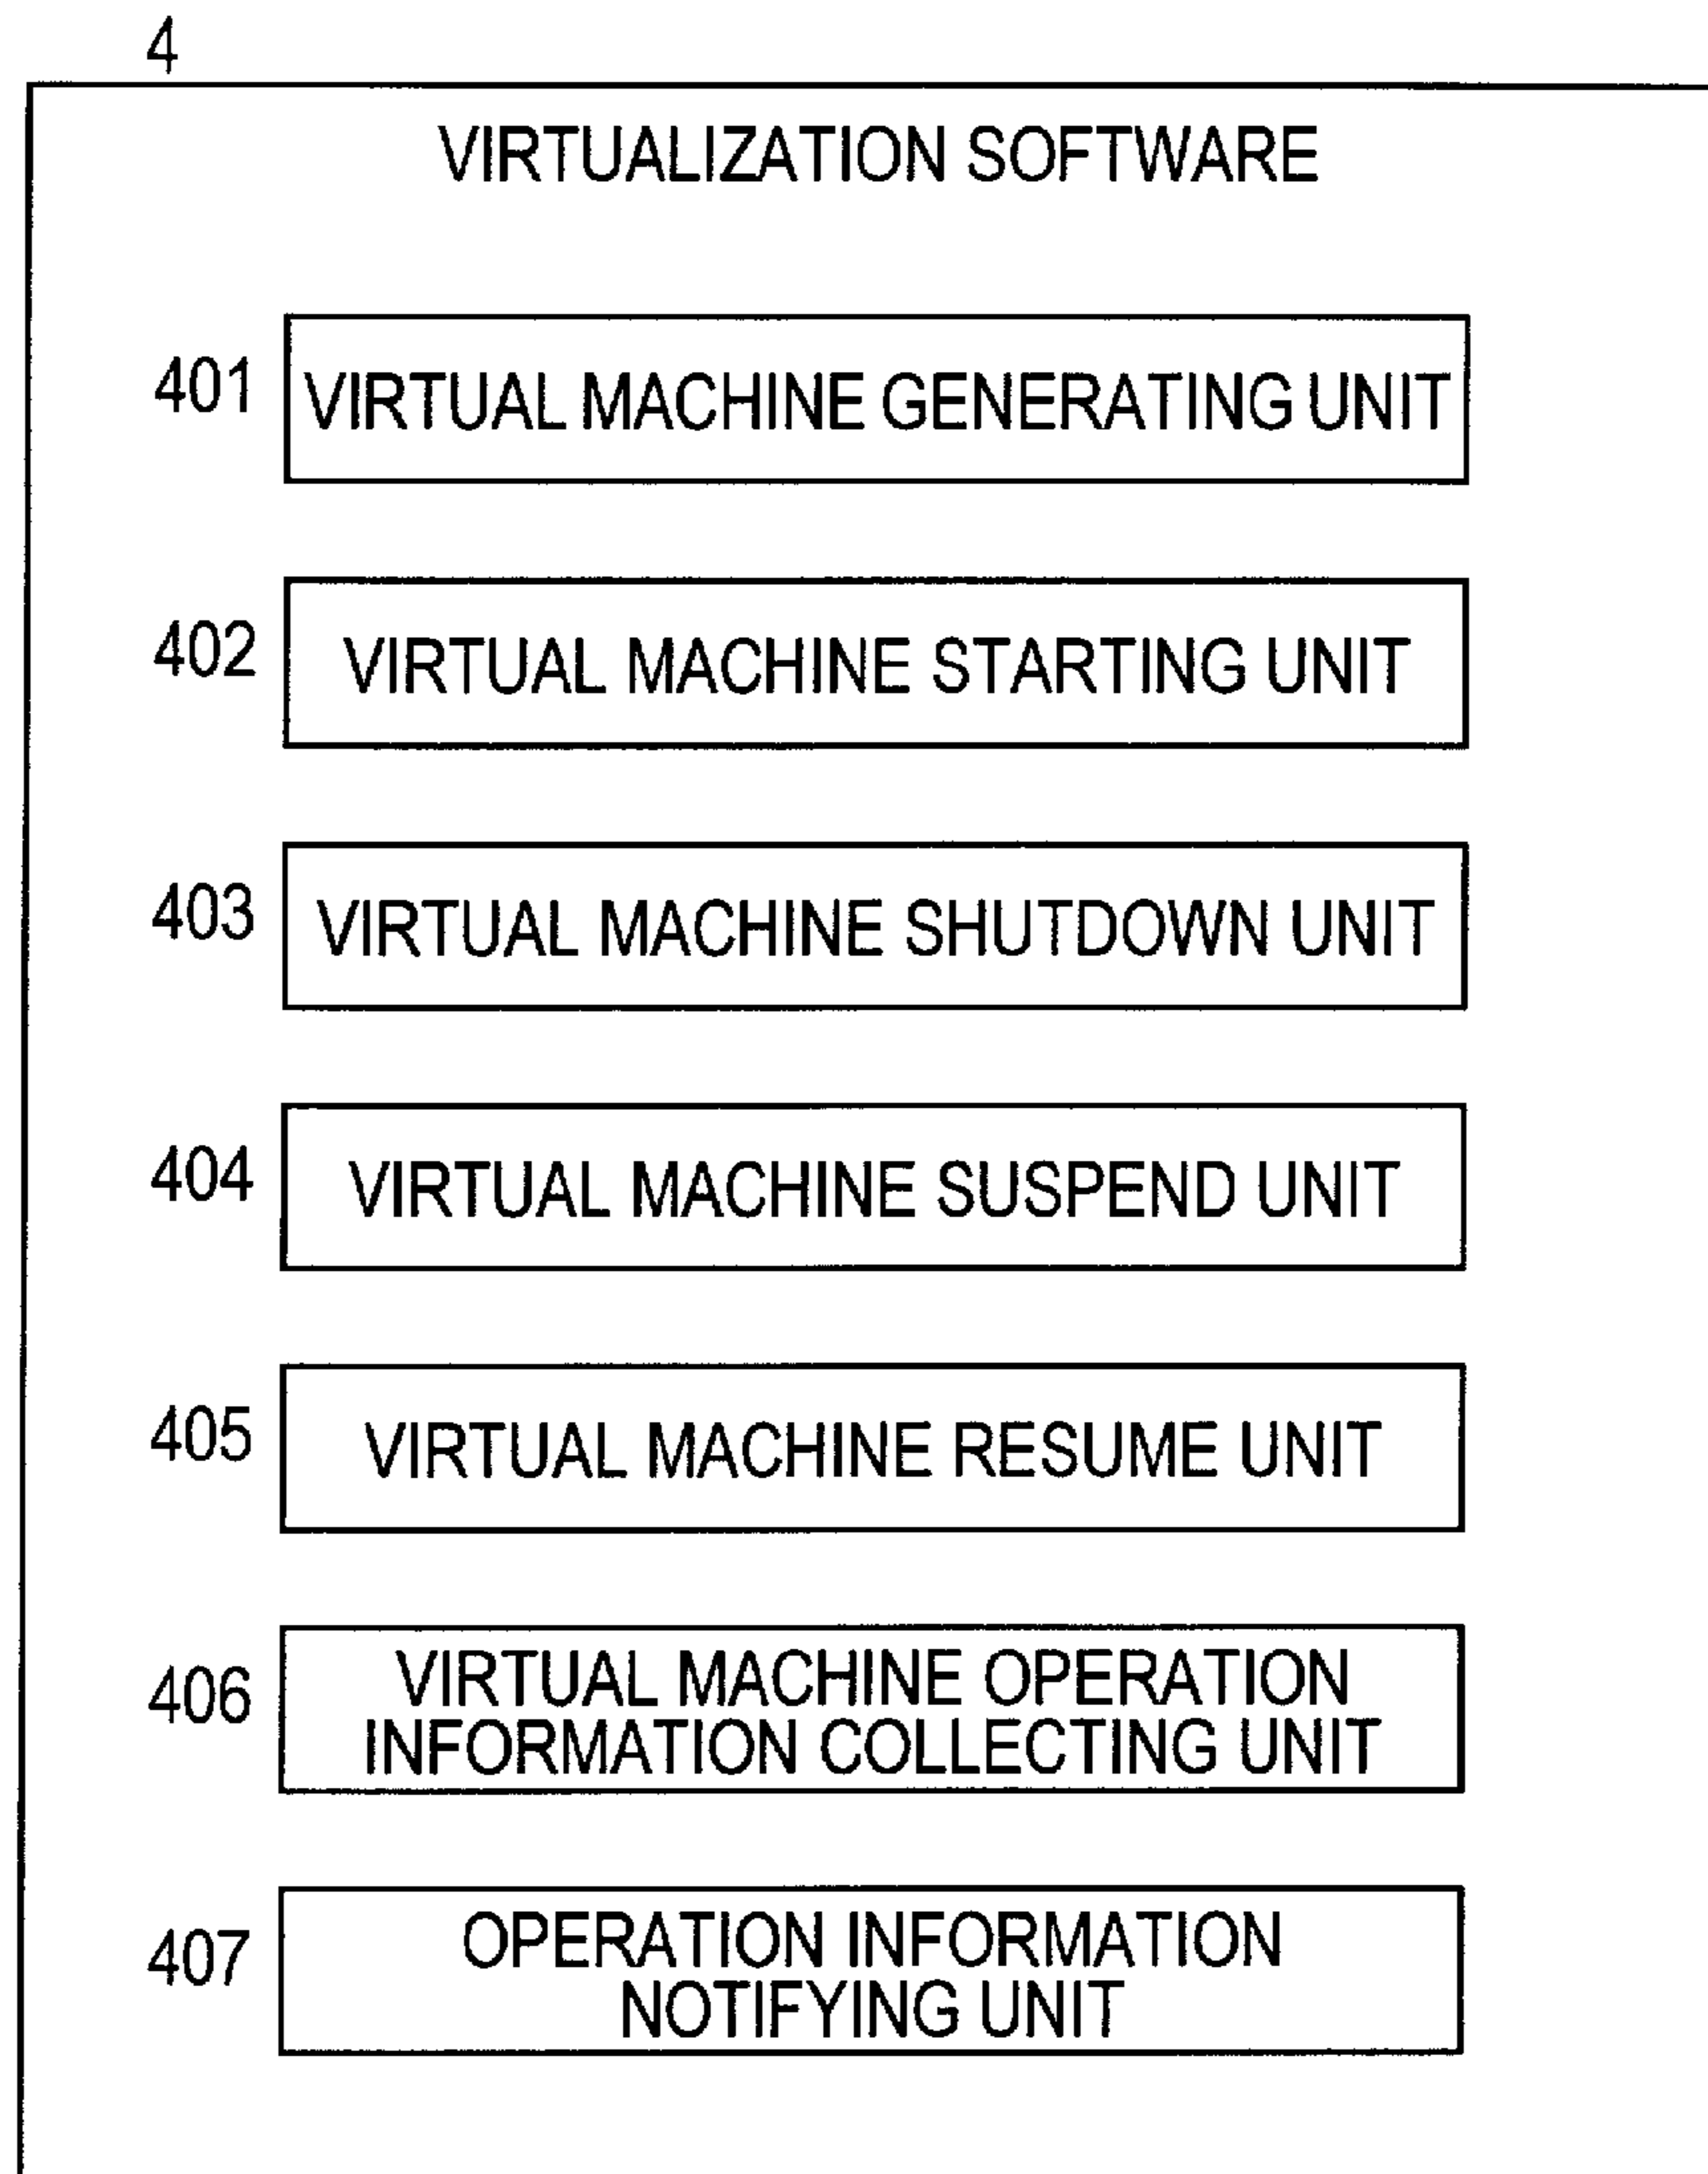 4
VIRTUALIZATION SOFTWARE
401
VIRTUAL MACHINE GENERATING UNIT
402
VIRTUAL MACHINE STARTING UNIT
403
VIRTUAL MACHINE SHUTDOWN UNIT
404
VIRTUAL MACHINE SUSPEND UNIT
405
VIRTUAL MACHINE RESUME UNIT
406
VIRTUAL MACHINE OPERATION
INFORMATION COLLECTING UNIT
407
OPERATION INFORMATION
NOTIFYING UNIT